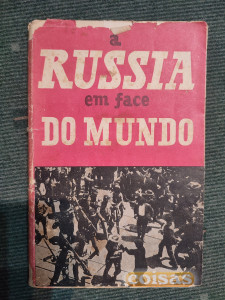 a
RUSSIA
em face
DO MUNDO
coisas